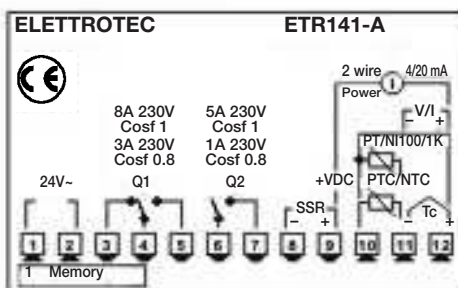 ELETTROTEC ETR141-A
CE
2 wire 4/20 mA
Power I
V/I
- +
8A 230V 5A 230V
Cosf 1 Cosf 1
3A 230V 1A 230V
Cosf 0.8 Cosf 0.8
PT/NI100/1K
24V~ Q1 Q2 +VDC PTC/NTC
SSR Tc
- + - +
1 2 3 4 5 6 7 8 9 10 11 12
1 Memory